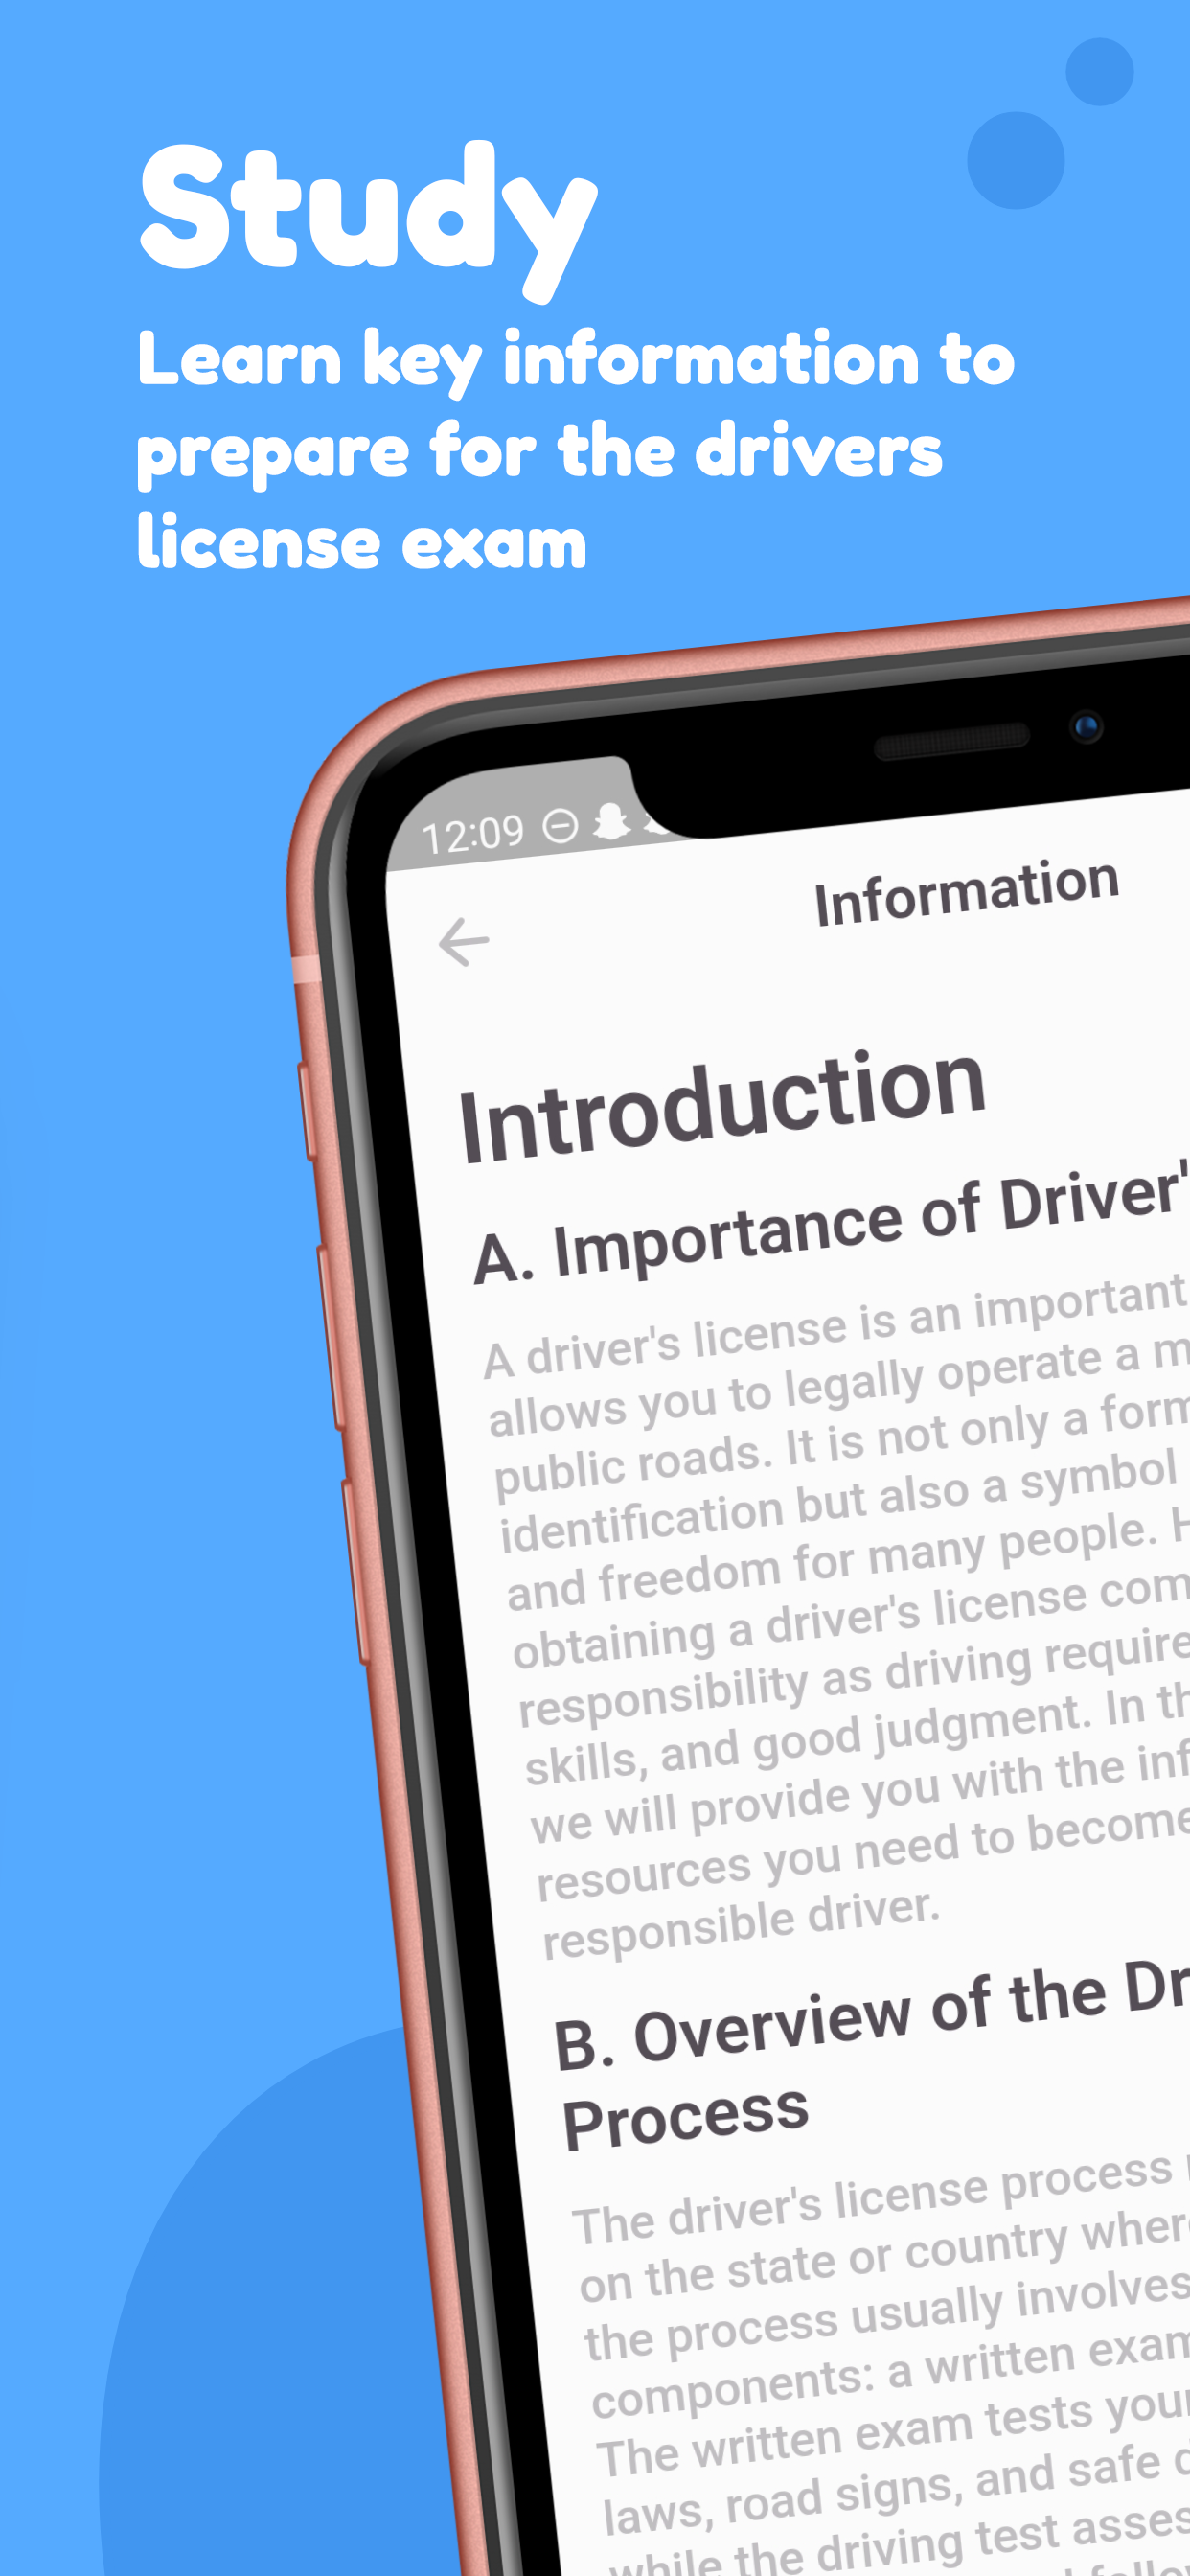 Study
Learn key information to
prepare for the drivers
license exam
12:09
Information
Introduction
A. Importance of Driver'
A driver's license is an important
allows you to legally operate a m
public roads. It is not only a form
identification but also a symbol
and freedom for many people. H
obtaining a driver's license com
responsibility as driving require
skills, and good judgment. In th
we will provide you with the inf
resources you need to become
responsible driver.
B. Overview of the Dr
Process
The driver's license process
on the state or country where
the process usually involves
components: a written exam
The written exam tests your
laws, road signs, and safe d
while the driving test asses